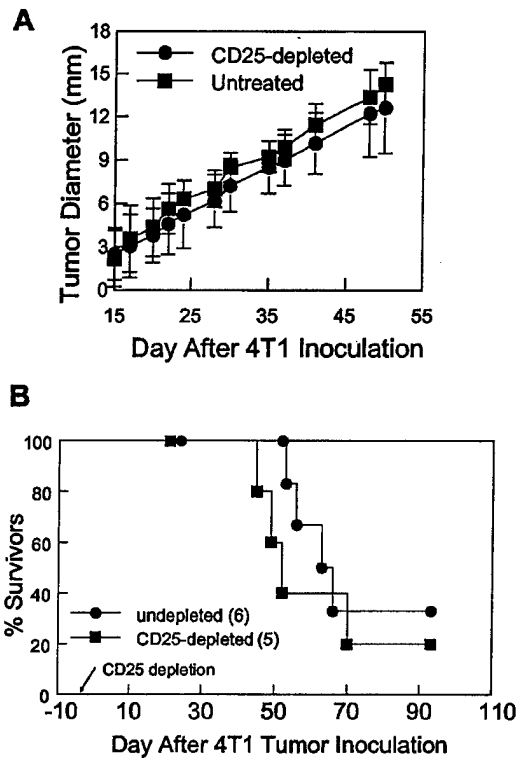 A
18
15
12
9
6
3
0
Tumor Diameter (mm)
CD25-depleted
Untreated
15 25 35 45 55
Day After 4T1 Inoculation
B
100
80
60
40
20
0
% Survivors
undepleted (6)
CD25-depleted (5)
CD25 depletion
-10 10 30 50 70 90 110
Day After 4T1 Tumor Inoculation